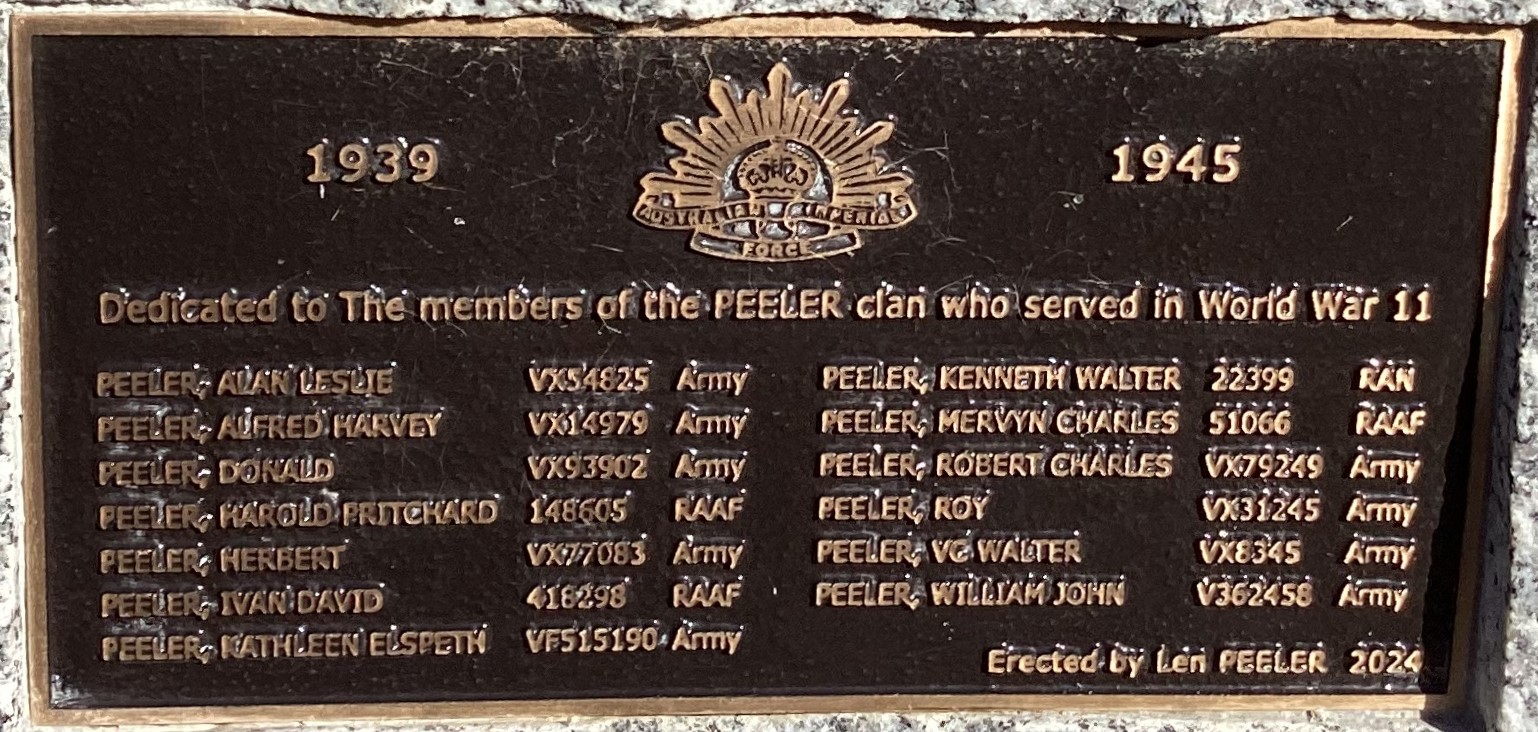 1939 1945
AUSTRALIAN IMPERIAL
FORCE
Dedicated to The members of the PEELER clan who served in World War 11
PEELER, ALAN LESLIE VX54825 Army
PEELER, ALFRED HARVEY VX14979 Army
PEELER, DONALD VX93902 Army
PEELER, HAROLD PRITCHARD 148605 RAAF
PEELER, HERBERT VX77083 Army
PEELER, IVAN DAVID 418298 RAAF
PEELER, KATHLEEN ELSPETH VF515190 Army
PEELER, KENNETH WALTER 22399 RAN
PEELER, MERVYN CHARLES 51066 RAAF
PEELER, ROBERT CHARLES VX79249 Army
PEELER, ROY VX31245 Army
PEELER, VC WALTER VX8345 Army
PEELER, WILLIAM JOHN V362458 Army
Erected by Len PEELER 2024